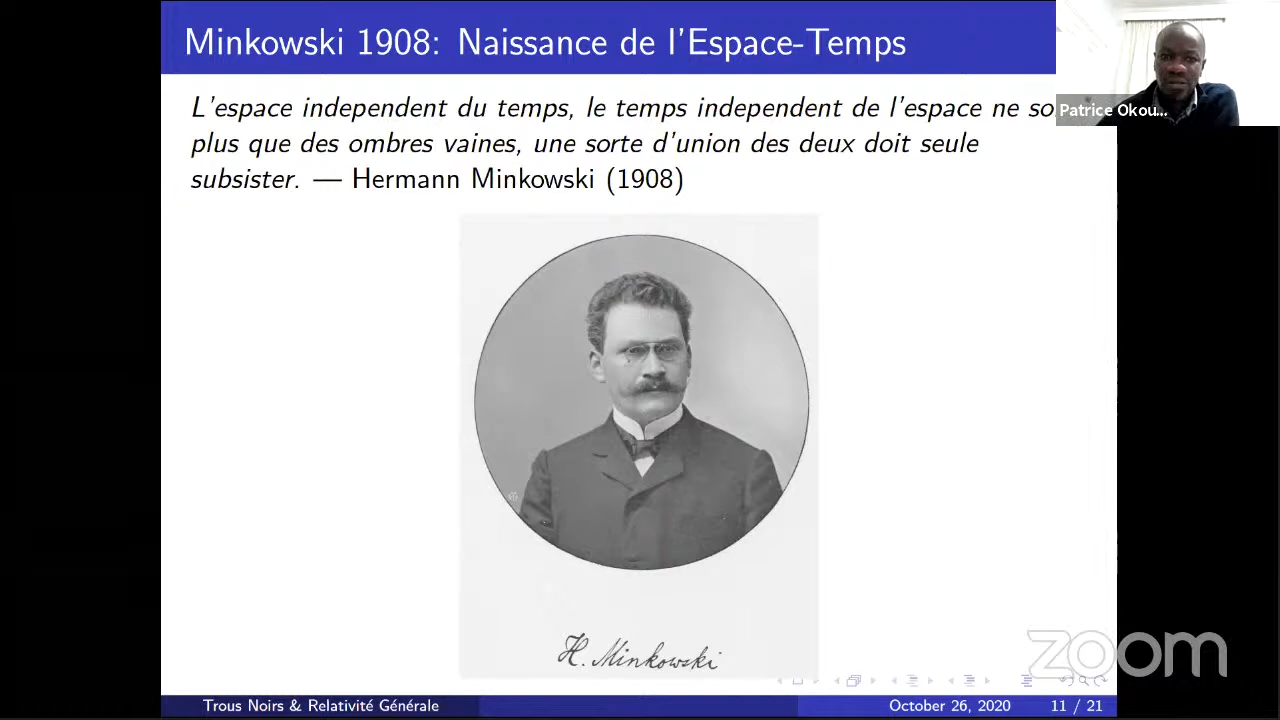 Minkowski 1908: Naissance de l'Espace-Temps
L'espace independent du temps, le temps independent de l'espace ne so
plus que des ombres vaines, une sorte d'union des deux doit seule
subsister. — Hermann Minkowski (1908)
Patrice Okou...
H. Minkowski
zoom
Trous Noirs & Relativité Générale
October 26, 2020
11 / 21